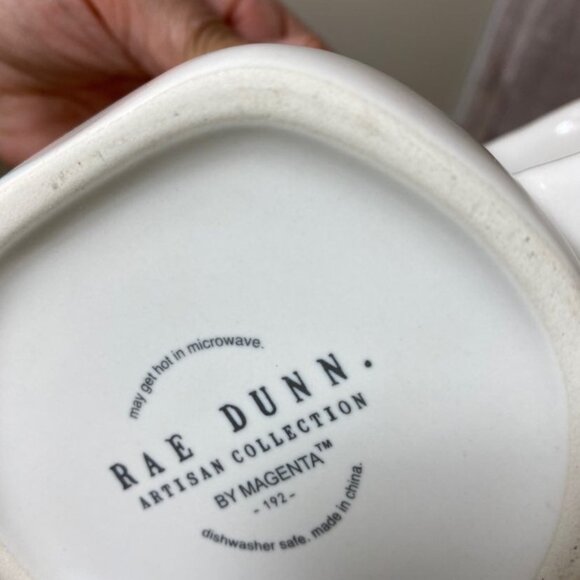 may get hot in microwave.
RAE DUNN.
ARTISAN COLLECTION
BY MAGENTA™
- 192 -
dishwasher safe. made in china.